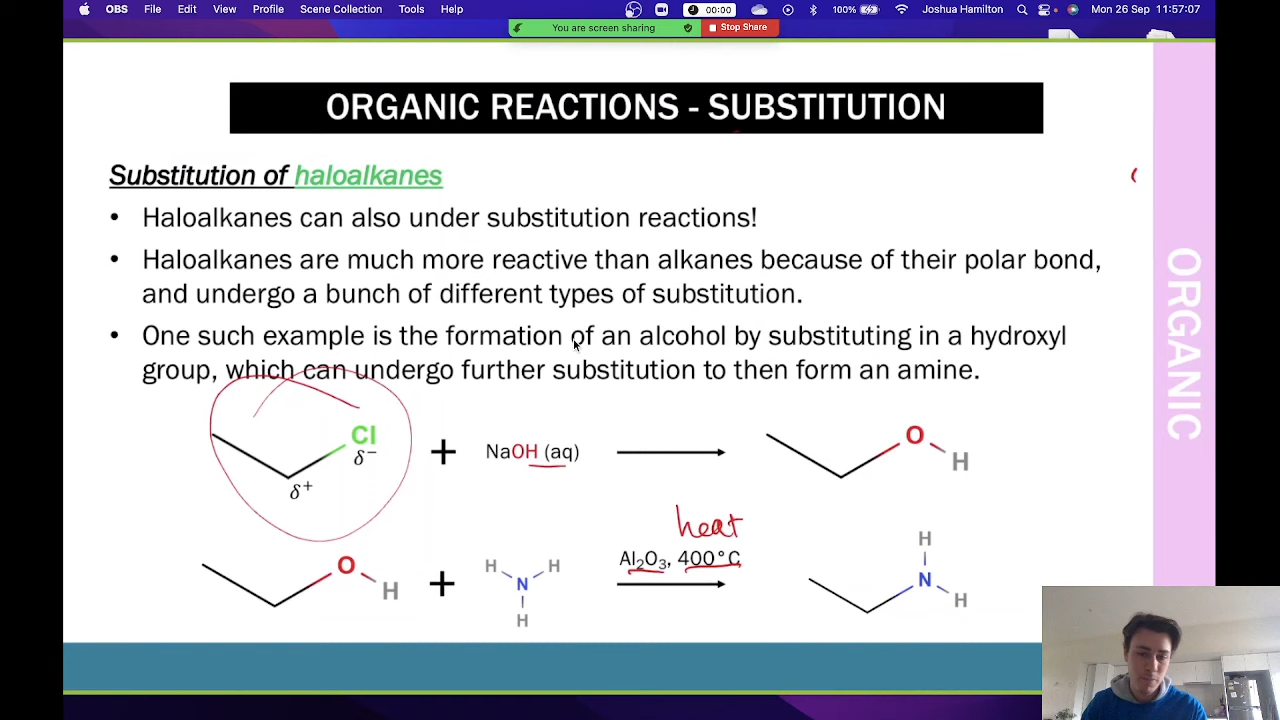 OBS File Edit View Profile Scene Collection Tools Help 00:00 100% Joshua Hamilton Mon 26 Sep 11:57:07
You are screen sharing Stop Share
ORGANIC REACTIONS - SUBSTITUTION
Substitution of haloalkanes
• Haloalkanes can also under substitution reactions!
• Haloalkanes are much more reactive than alkanes because of their polar bond,
and undergo a bunch of different types of substitution.
• One such example is the formation of an alcohol by substituting in a hydroxyl
group, which can undergo further substitution to then form an amine.
Cl
δ−
δ+
+
NaOH (aq)
O
H
heat
O
H
+
H H
N
H
Al₂O₃, 400°C
H
N
H
ORGANIC